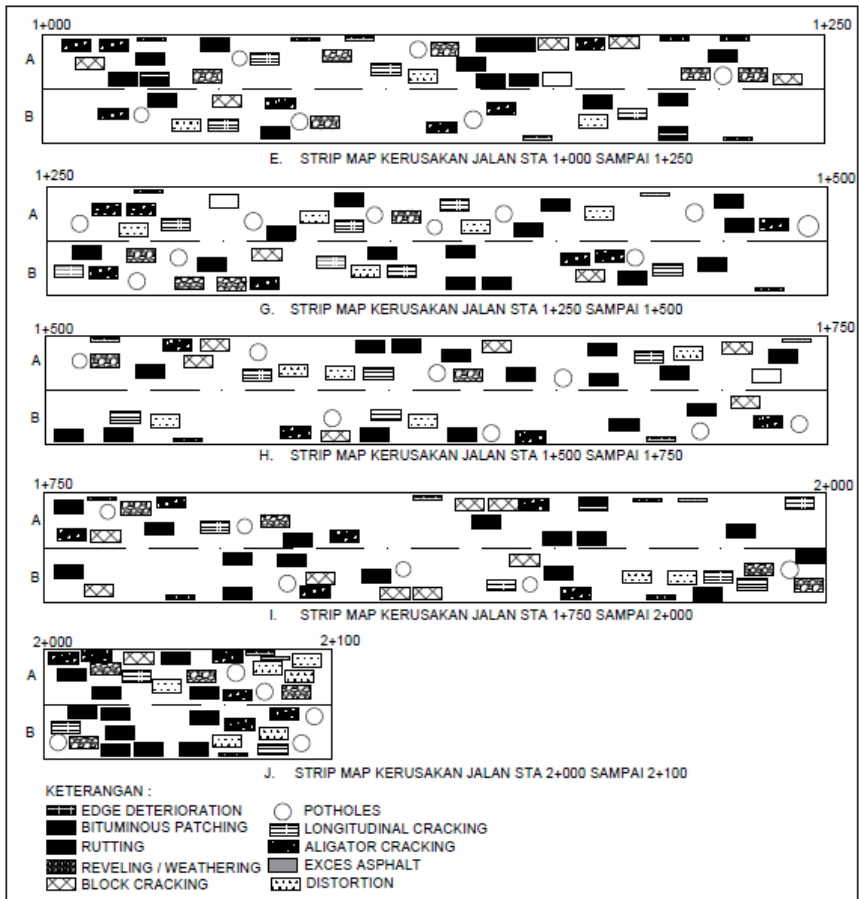 1+000 1+250
A
B
E. STRIP MAP KERUSAKAN JALAN STA 1+000 SAMPAI 1+250
1+250 1+500
A
B
G. STRIP MAP KERUSAKAN JALAN STA 1+250 SAMPAI 1+500
1+500 1+750
A
B
H. STRIP MAP KERUSAKAN JALAN STA 1+500 SAMPAI 1+750
1+750 2+000
A
B
I. STRIP MAP KERUSAKAN JALAN STA 1+750 SAMPAI 2+000
2+000 2+100
A
B
J. STRIP MAP KERUSAKAN JALAN STA 2+000 SAMPAI 2+100
KETERANGAN :
EDGE DETERIORATION POTHOLES
BITUMINOUS PATCHING LONGITUDINAL CRACKING
RUTTING ALIGATOR CRACKING
REVELING / WEATHERING EXCES ASPHALT
BLOCK CRACKING DISTORTION